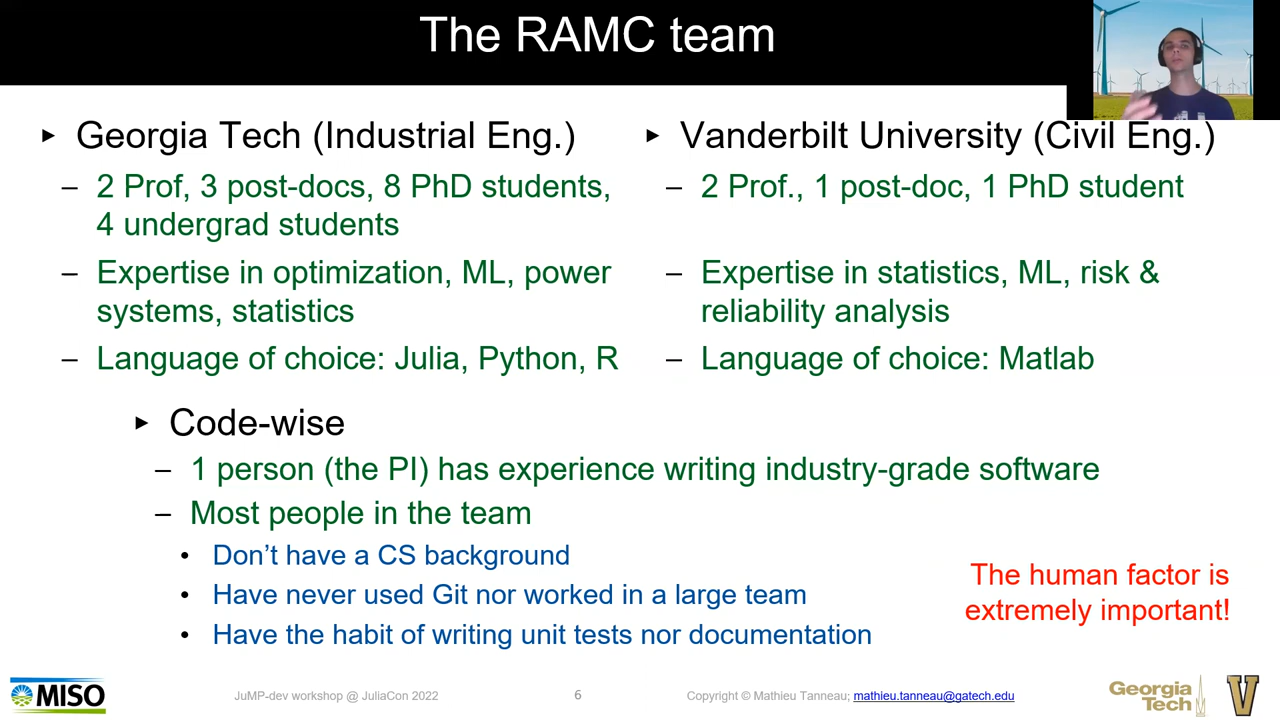 The RAMC team
► Georgia Tech (Industrial Eng.)
– 2 Prof, 3 post-docs, 8 PhD students,
4 undergrad students
– Expertise in optimization, ML, power
systems, statistics
– Language of choice: Julia, Python, R
► Vanderbilt University (Civil Eng.)
– 2 Prof., 1 post-doc, 1 PhD student
– Expertise in statistics, ML, risk &
reliability analysis
– Language of choice: Matlab
► Code-wise
– 1 person (the PI) has experience writing industry-grade software
– Most people in the team
• Don’t have a CS background
• Have never used Git nor worked in a large team
• Have the habit of writing unit tests nor documentation
The human factor is
extremely important!
MISO
JuMP-dev workshop @ JuliaCon 2022
6
Copyright © Mathieu Tanneau; mathieu.tanneau@gatech.edu
Georgia
Tech
V